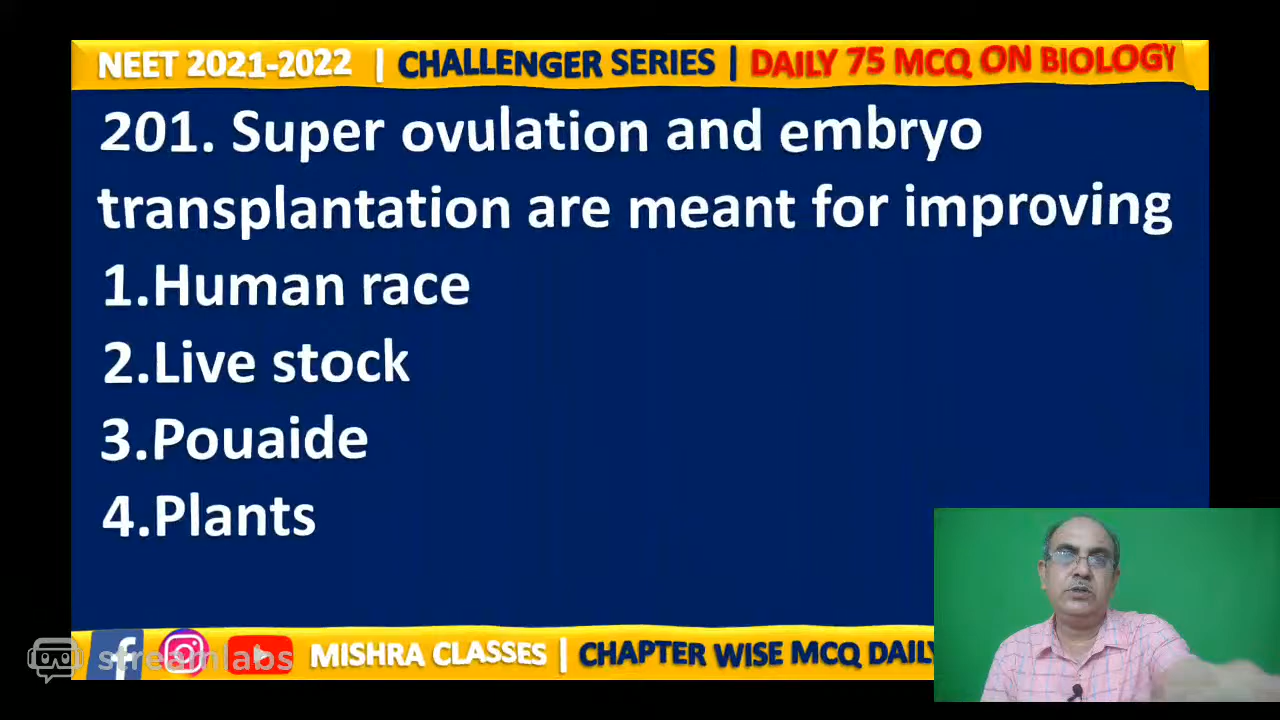 NEET 2021-2022 | CHALLENGER SERIES | DAILY 75 MCQ ON BIOLOGY
201. Super ovulation and embryo
transplantation are meant for improving
1.Human race
2.Live stock
3.Pouaide
4.Plants
streamlabs
MISHRA CLASSES | CHAPTER WISE MCQ DAILY